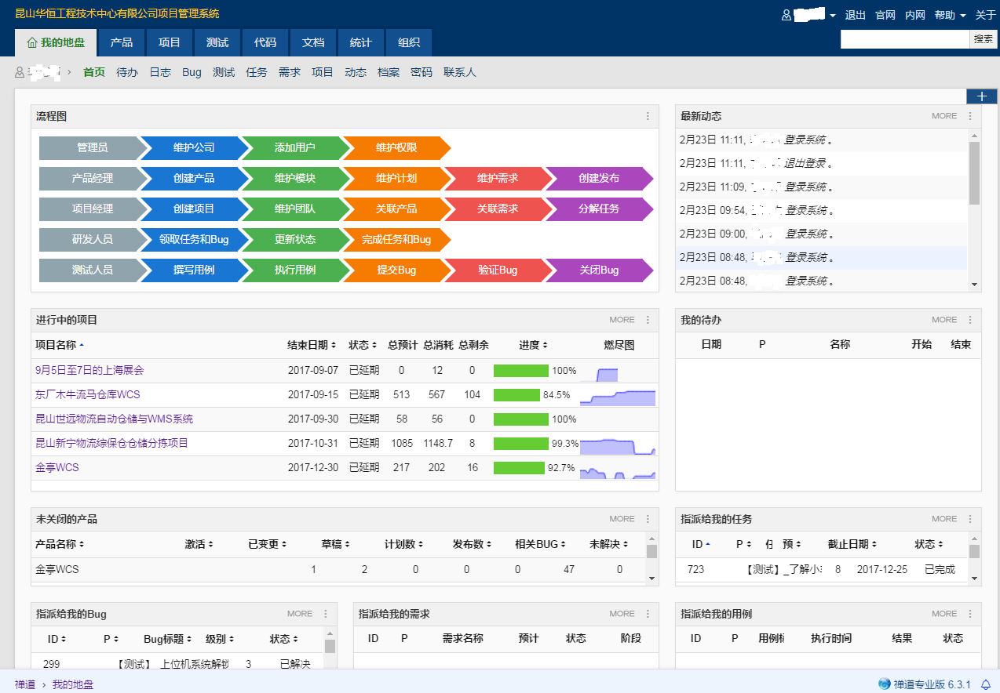 昆山华恒工程技术中心有限公司项目管理系统
退出 官网 内网 帮助 关于
我的地盘 产品 项目 测试 代码 文档 统计 组织
搜索
首页 待办 日志 Bug 测试 任务 需求 项目 动态 档案 密码 联系人
流程图
管理员 维护公司 添加用户 维护权限
产品经理 创建产品 维护模块 维护计划 维护需求 创建发布
项目经理 创建项目 维护团队 关联产品 关联需求 分解任务
研发人员 领取任务和Bug 更新状态 完成任务和Bug
测试人员 撰写用例 执行用例 提交Bug 验证Bug 关闭Bug
最新动态 MORE
2月23日 11:11, 登录系统 。
2月23日 11:11, 退出登录 。
2月23日 11:09, 登录系统 。
2月23日 09:54, 登录系统 。
2月23日 09:00, 登录系统 。
2月23日 08:48, 登录系统 。
2月23日 08:48, 登录系统 。
进行中的项目 MORE
项目名称 结束日期 状态 总预计 总消耗 总剩余 进度 燃尽图
9月5日至7日的上海展会 2017-09-07 已延期 0 12 0 100%
东厂木牛流马仓库WCS 2017-09-15 已延期 513 567 104 84.5%
昆山世远物流自动仓储与WMS系统 2017-09-30 已延期 58 56 0 100%
昆山新宁物流综保仓仓储分拣项目 2017-10-31 已延期 1085 1148.7 8 99.3%
金亭WCS 2017-12-30 已延期 217 202 16 92.7%
我的待办 MORE
日期 P 名称 开始 结束
未关闭的产品 MORE
产品名称 激活 已变更 草稿 计划数 发布数 相关BUG 未解决
金亭WCS 1 2 0 0 0 47 0
指派给我的任务 MORE
ID P 预 截止日期 状态
723 【测试】_了解小 8 2017-12-25 已完成
指派给我的Bug MORE
ID P Bug标题 级别 状态
299 【测试】 上位机系统解锁 3 已解决
指派给我的需求 MORE
ID P 需求名称 预计 状态 阶段
指派给我的用例 MORE
ID P 用例 执行时间 结果 状态
禅道 我的地盘
禅道专业版 6.3.1